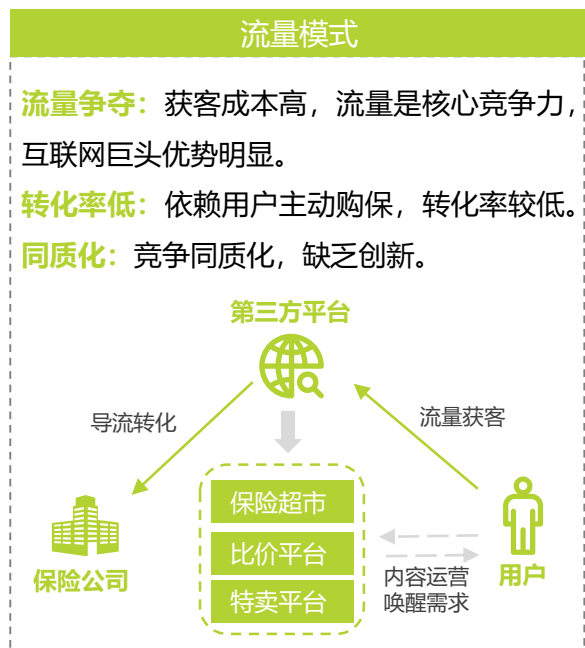 流量模式
流量争夺：获客成本高，流量是核心竞争力，
互联网巨头优势明显。
转化率低：依赖用户主动购保，转化率较低。
同质化：竞争同质化，缺乏创新。
第三方平台
导流转化
流量获客
保险超市
比价平台
特卖平台
保险公司
内容运营
唤醒需求
用户